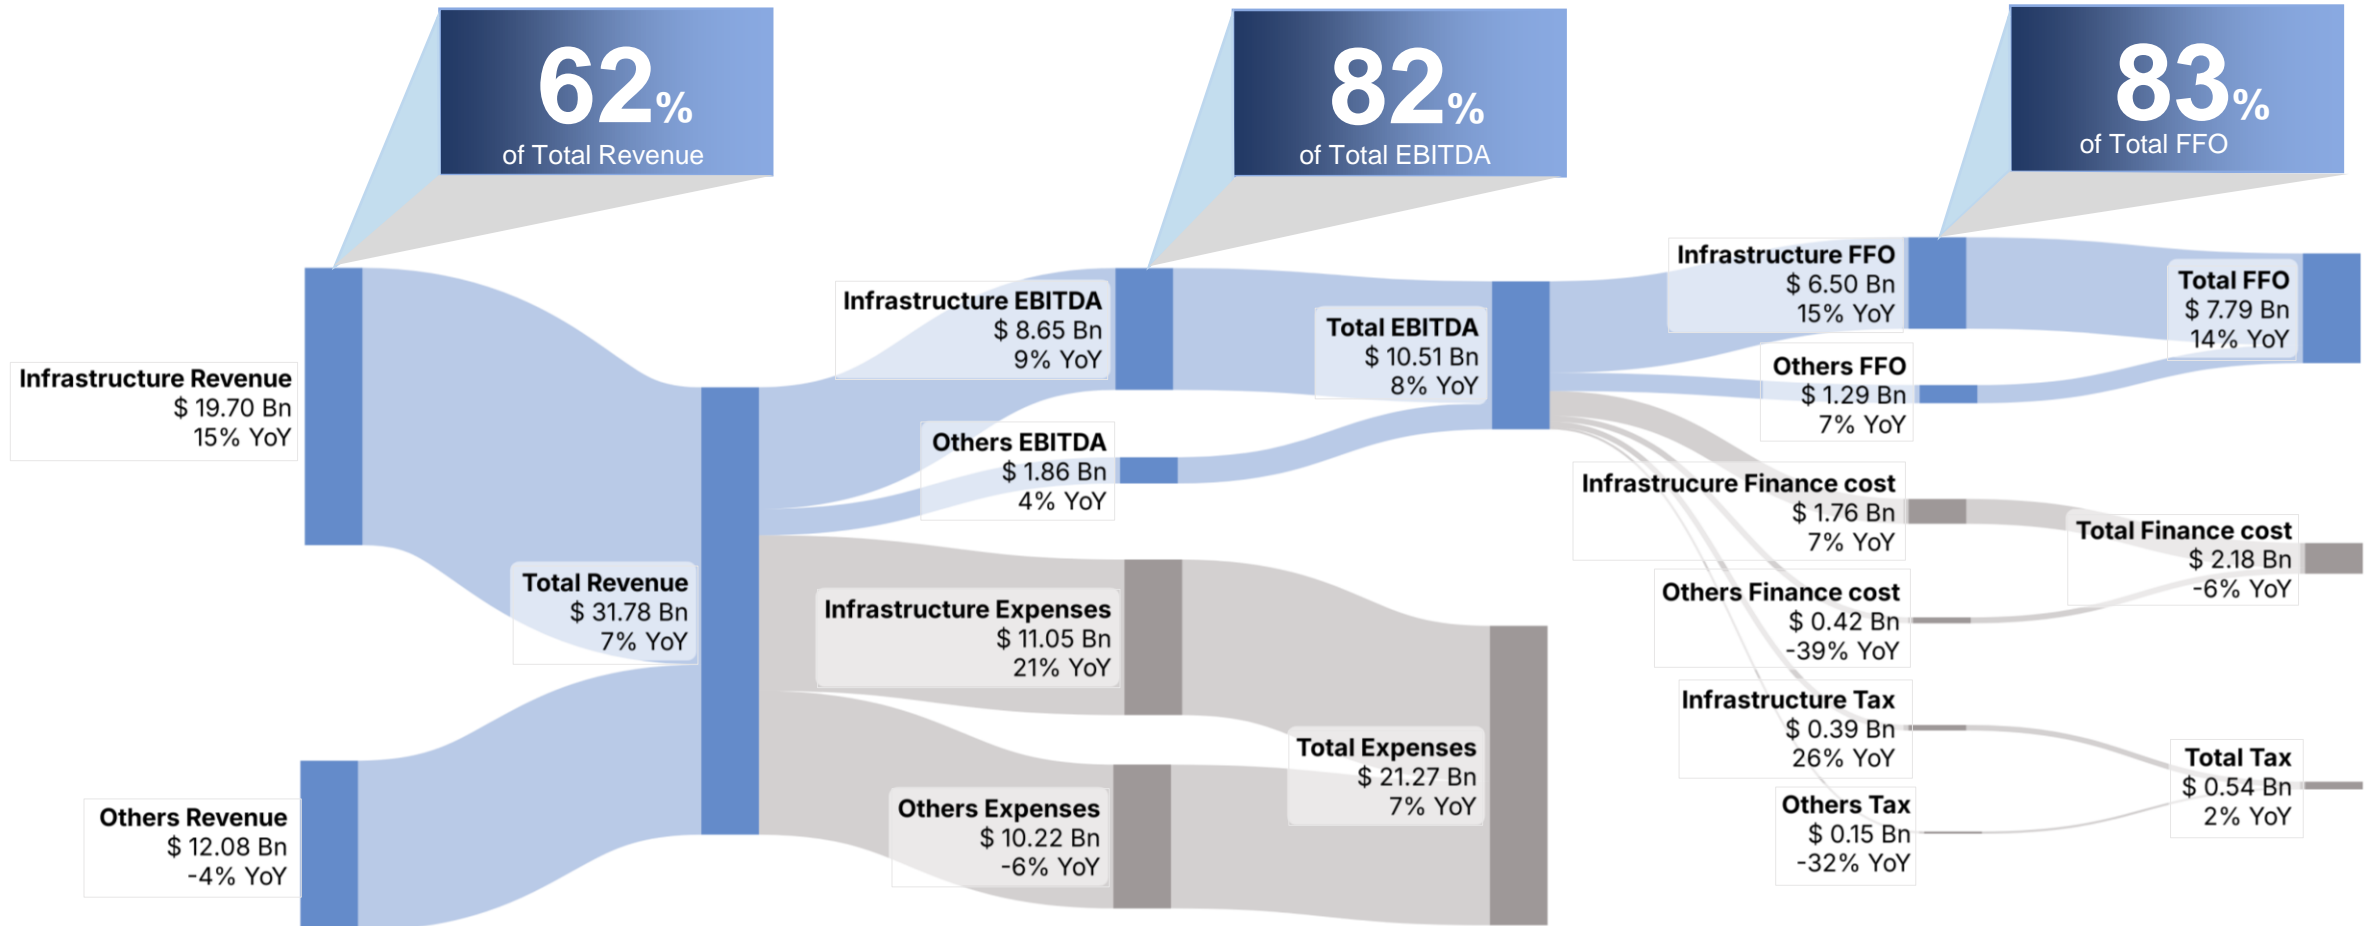 62%
of Total Revenue
82%
of Total EBITDA
83%
of Total FFO
Infrastructure Revenue
$ 19.70 Bn
15% YoY
Others Revenue
$ 12.08 Bn
-4% YoY
Total Revenue
$ 31.78 Bn
7% YoY
Infrastructure EBITDA
$ 8.65 Bn
9% YoY
Others EBITDA
$ 1.86 Bn
4% YoY
Infrastructure Expenses
$ 11.05 Bn
21% YoY
Others Expenses
$ 10.22 Bn
-6% YoY
Total EBITDA
$ 10.51 Bn
8% YoY
Total Expenses
$ 21.27 Bn
7% YoY
Infrastructure FFO
$ 6.50 Bn
15% YoY
Others FFO
$ 1.29 Bn
7% YoY
Infrastrucure Finance cost
$ 1.76 Bn
7% YoY
Others Finance cost
$ 0.42 Bn
-39% YoY
Infrastructure Tax
$ 0.39 Bn
26% YoY
Others Tax
$ 0.15 Bn
-32% YoY
Total FFO
$ 7.79 Bn
14% YoY
Total Finance cost
$ 2.18 Bn
-6% YoY
Total Tax
$ 0.54 Bn
2% YoY